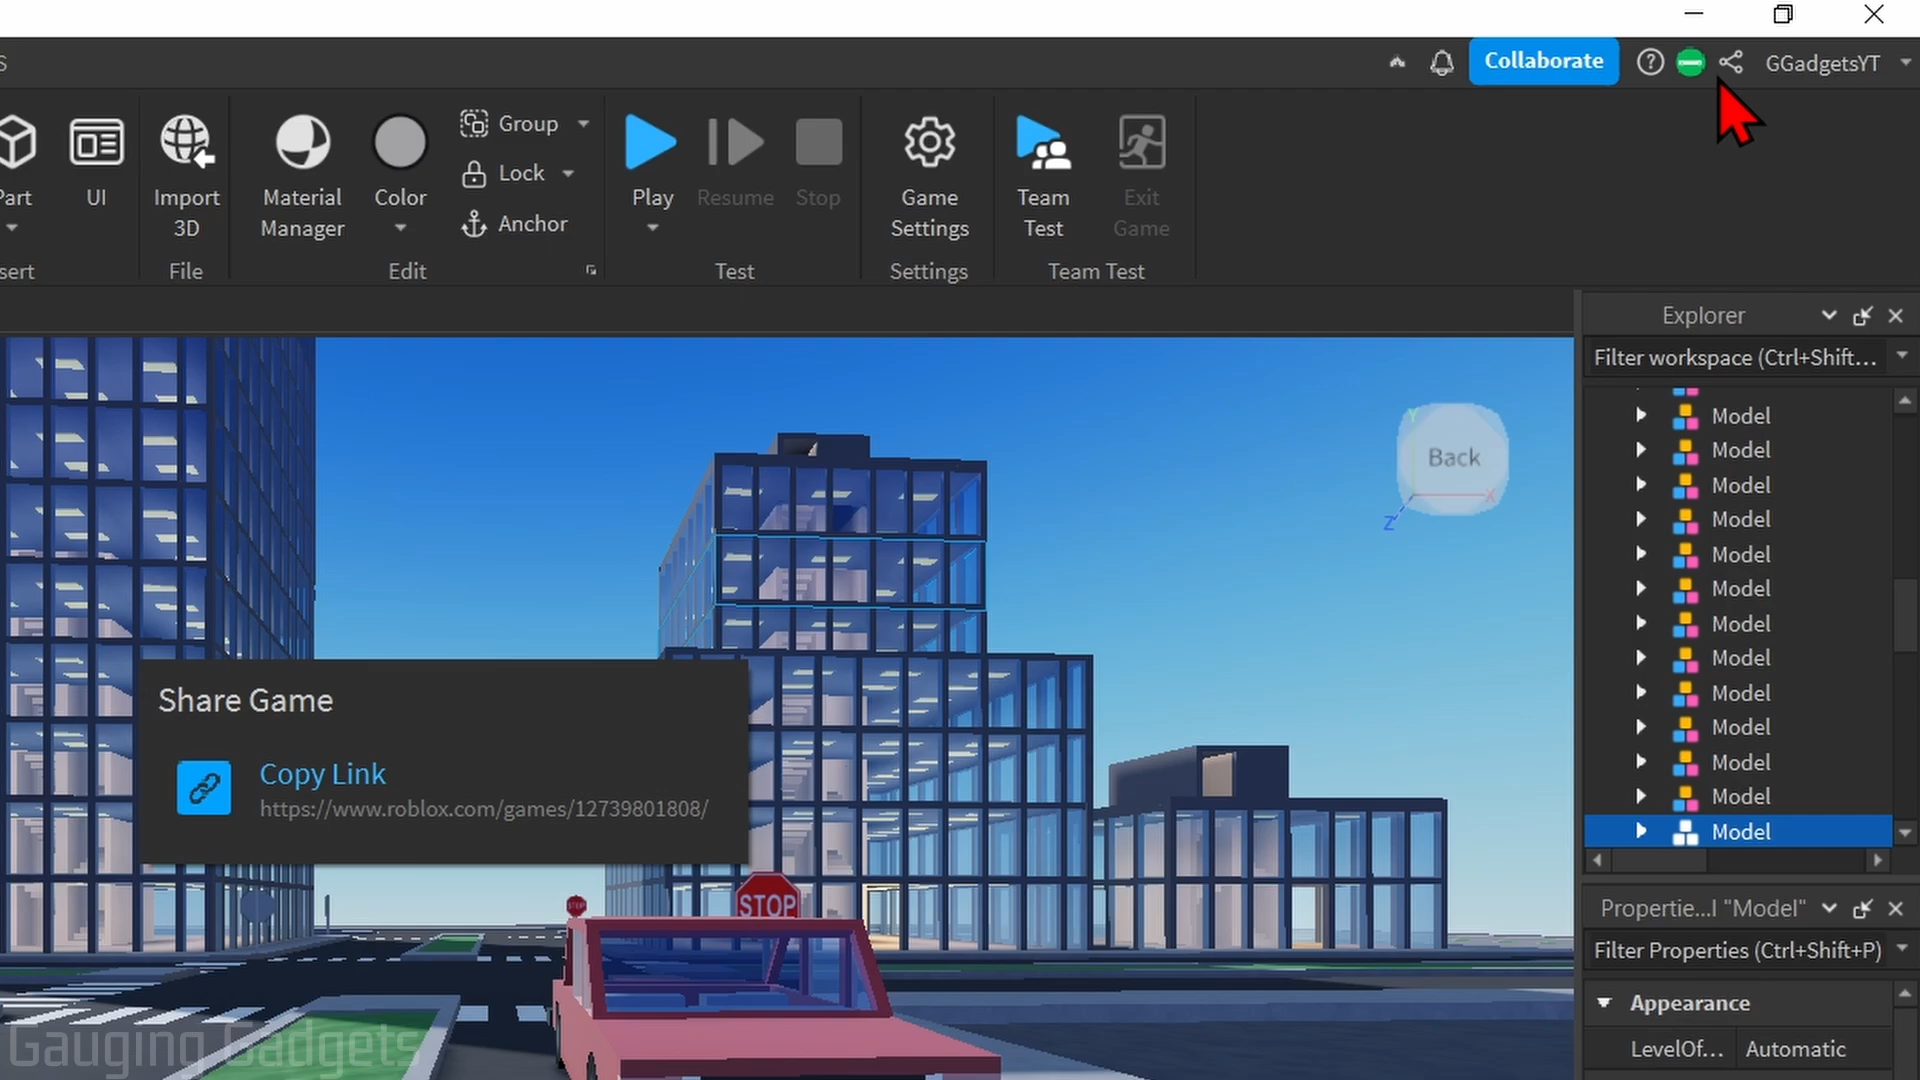 S
Collaborate
GGadgetsYT
Part
UI
Import
3D
Material
Manager
Color
Group
Lock
Anchor
Play
Resume
Stop
Game
Settings
Team
Test
Exit
Game
sert
File
Edit
Test
Settings
Team Test
Explorer
Filter workspace (Ctrl+Shift...
Model
Model
Model
Model
Model
Model
Model
Model
Model
Model
Model
Model
Model
Y
Back
X
Z
Share Game
Copy Link
https://www.roblox.com/games/12739801808/
STOP
STOP
Propertie...l "Model"
Filter Properties (Ctrl+Shift+P)
Appearance
LevelOf...
Automatic
Gauging Gadgets